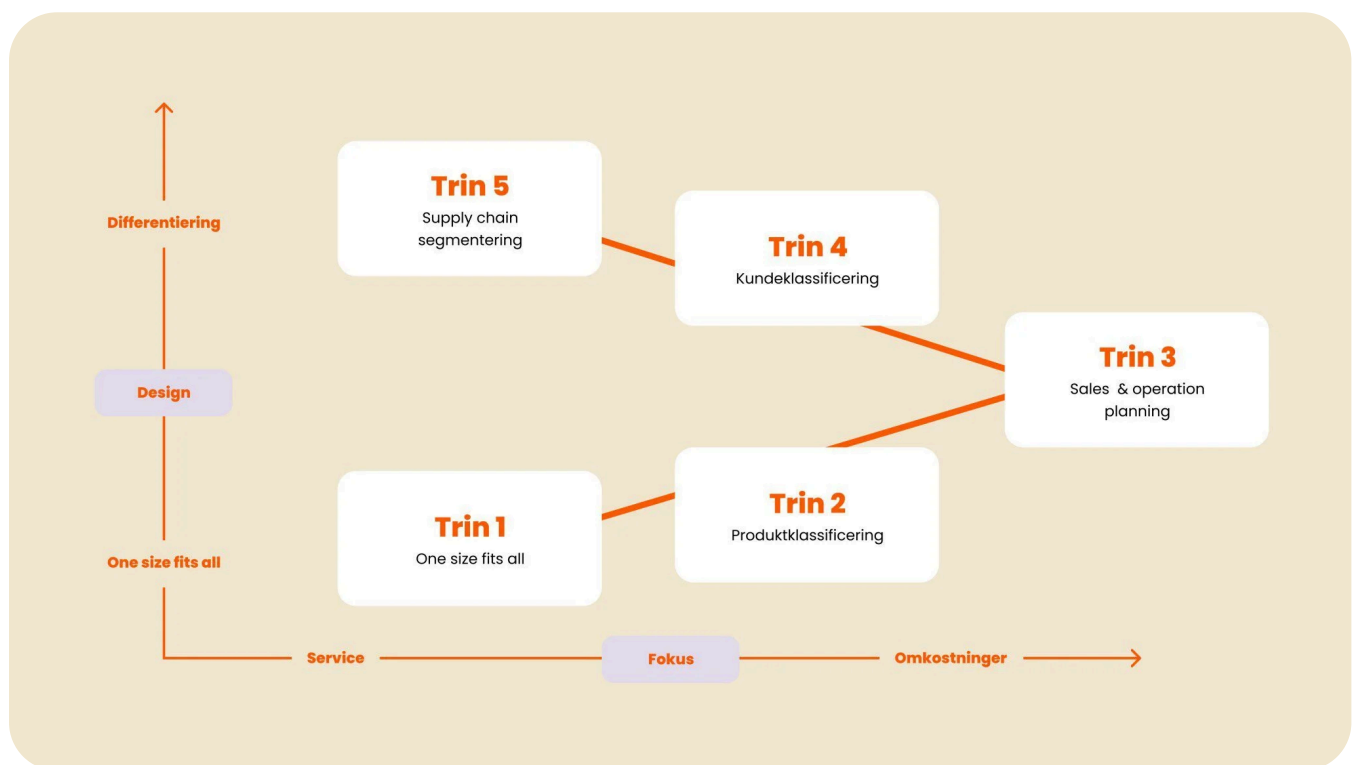 Trin 5
Supply chain
segmentering
Differentiering
Trin 4
Kundeklassificering
Trin 3
Sales & operation
planning
Design
Trin 2
Produktklassificering
Trin 1
One size fits all
One size fits all
Service
Fokus
Omkostninger